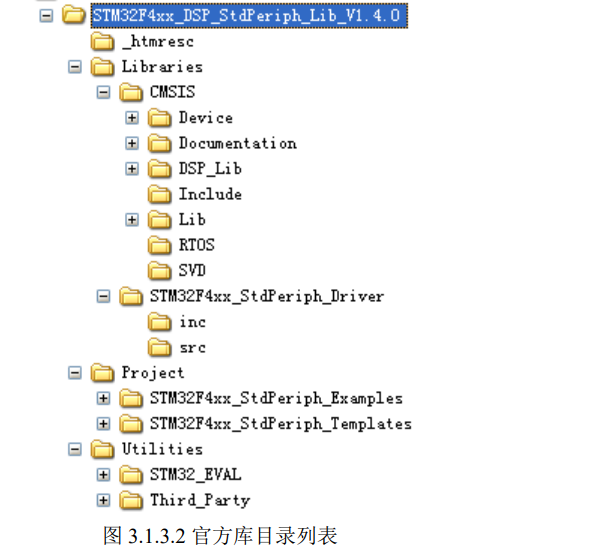 STM32F4xx_DSP_StdPeriph_Lib_V1.4.0
_htmresc
Libraries
CMSIS
Device
Documentation
DSP_Lib
Include
Lib
RTOS
SVD
STM32F4xx_StdPeriph_Driver
inc
src
Project
STM32F4xx_StdPeriph_Examples
STM32F4xx_StdPeriph_Templates
Utilities
STM32_EVAL
Third_Party
图 3.1.3.2 官方库目录列表